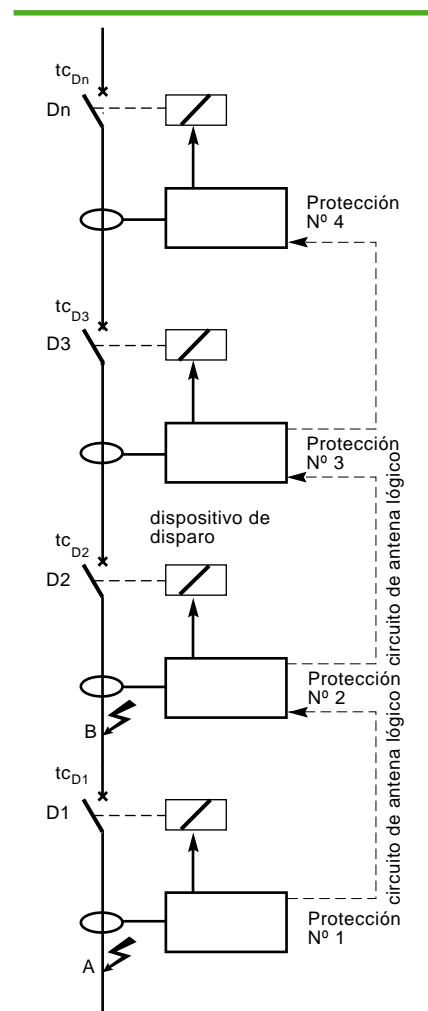 tcDn
Dn
Protección
Nº 4
tcD3
D3
Protección
Nº 3
circuito de antena lógico
dispositivo de
disparo
tcD2
D2
Protección
Nº 2
B
circuito de antena lógico
tcD1
D1
Protección
Nº 1
A